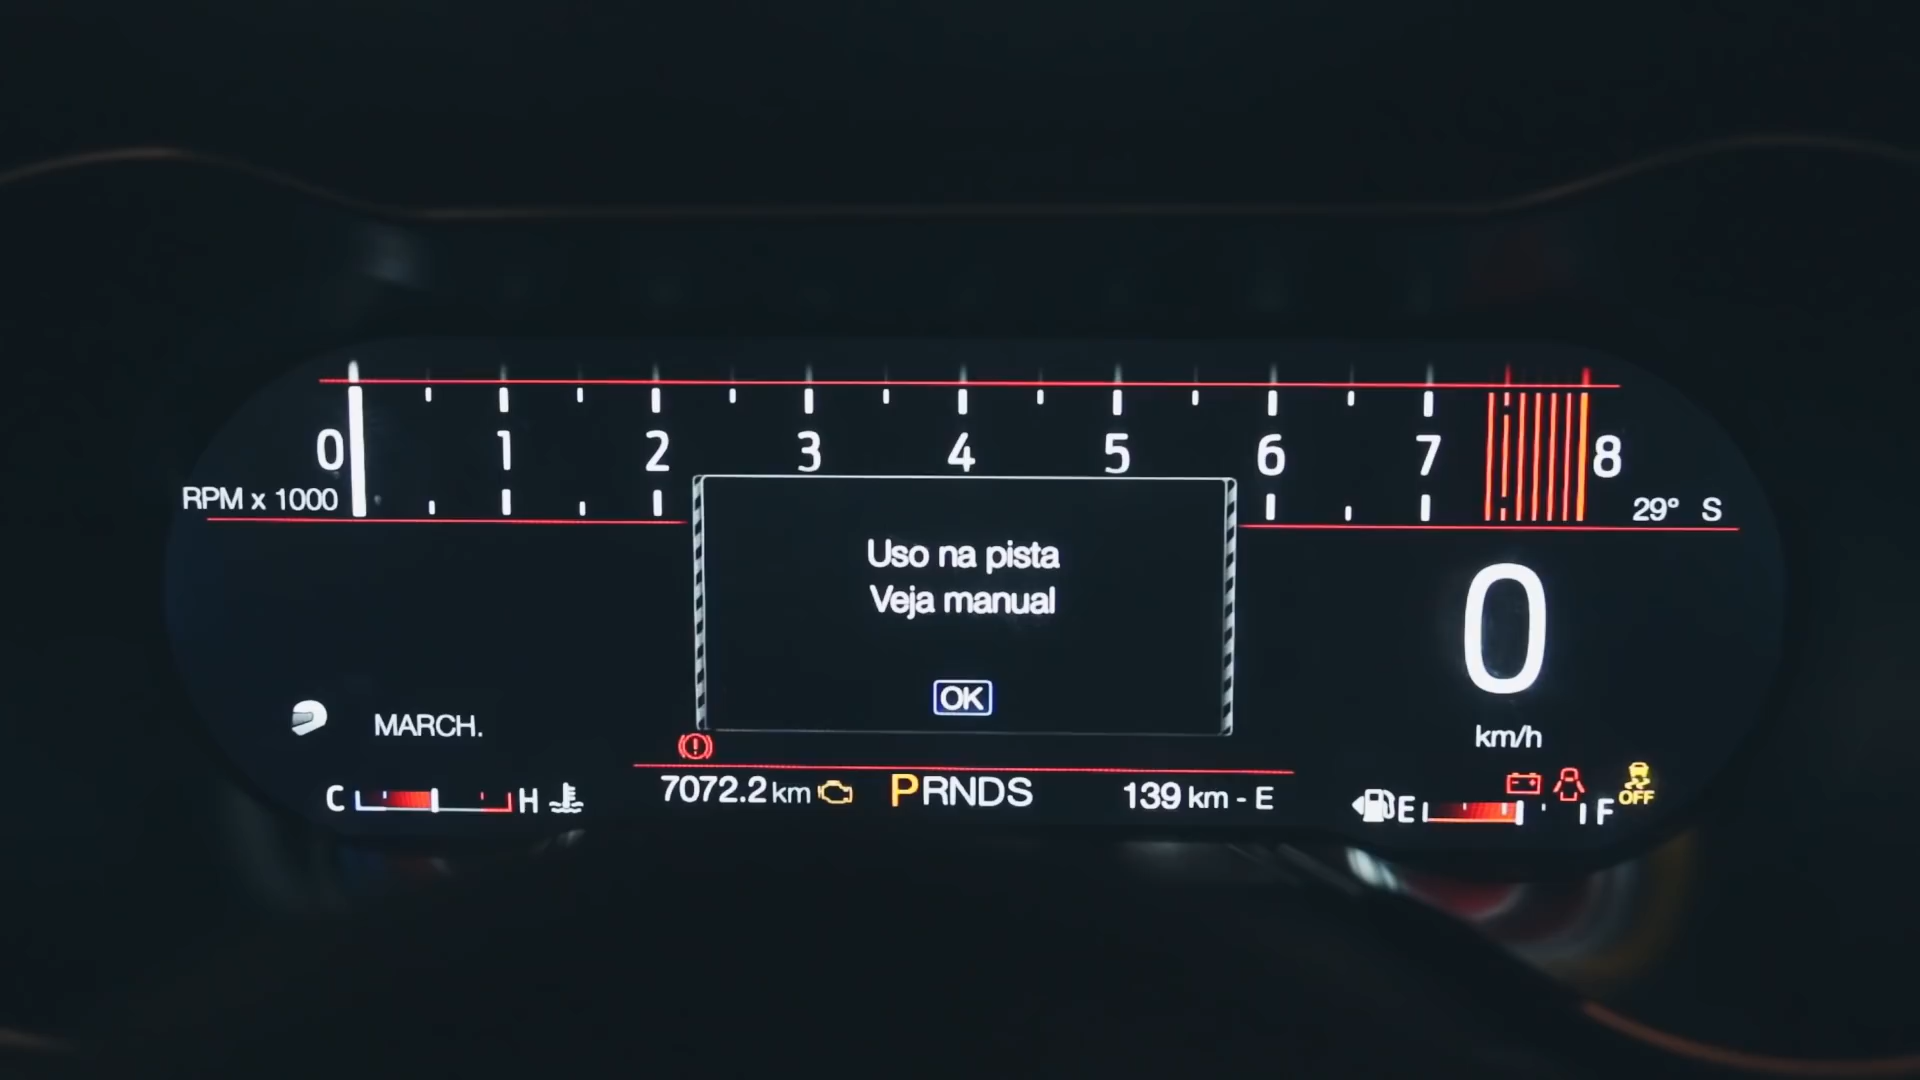 0 1 2 3 4 5 6 7 8
RPM x 1000
29° S
Uso na pista
Veja manual
OK
0
km/h
MARCH.
C H
7072.2 km
PRNDS
139 km - E
E F
OFF